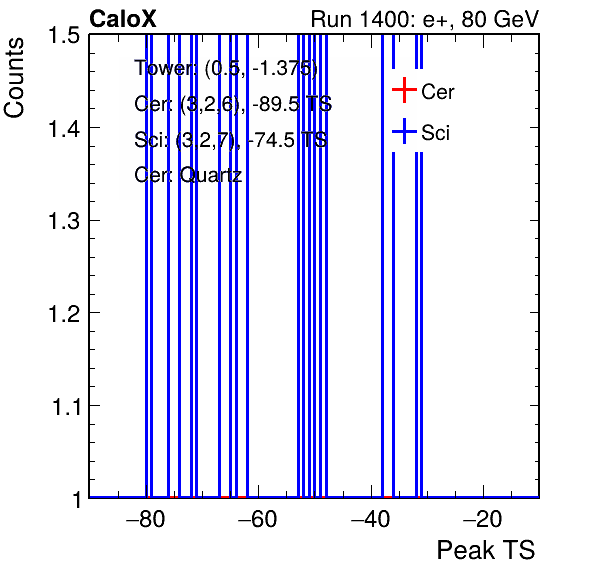 CaloX Run 1400: e+, 80 GeV
Counts
1.5
1.4
1.3
1.2
1.1
1
Tower: (0.5, -1.375)
Cer: (3,2,6), -89.5 TS
Sci: (3,2,7), -74.5 TS
Cer: Quartz
Cer
Sci
−80 −60 −40 −20
Peak TS